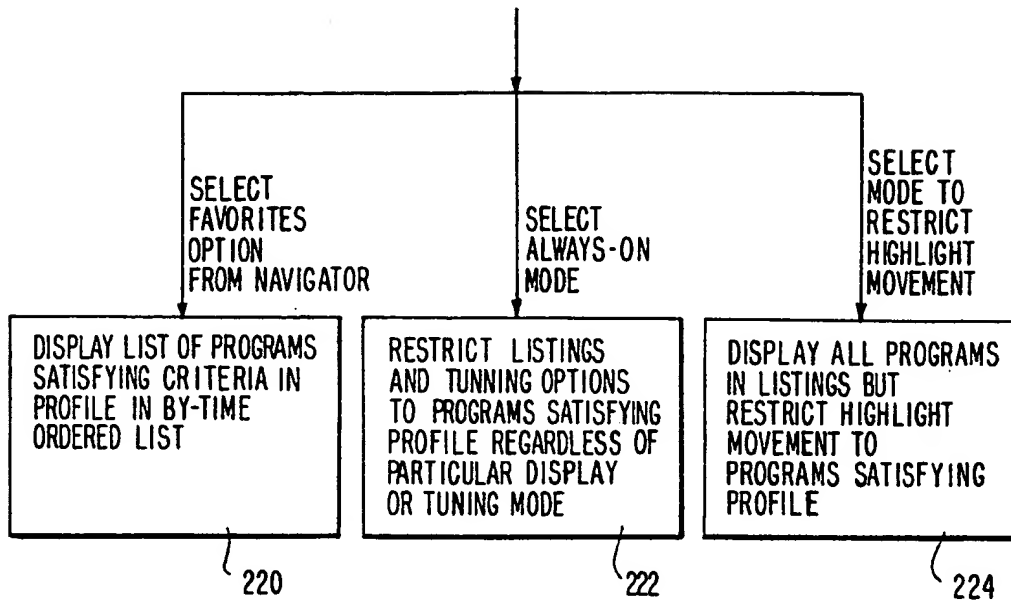 SELECT
FAVORITES
OPTION
FROM NAVIGATOR
SELECT
ALWAYS-ON
MODE
SELECT
MODE TO
RESTRICT
HIGHLIGHT
MOVEMENT
DISPLAY LIST OF PROGRAMS
SATISFYING CRITERIA IN
PROFILE IN BY-TIME
ORDERED LIST
RESTRICT LISTINGS
AND TUNNING OPTIONS
TO PROGRAMS SATISFYING
PROFILE REGARDLESS OF
PARTICULAR DISPLAY
OR TUNING MODE
DISPLAY ALL PROGRAMS
IN LISTINGS BUT
RESTRICT HIGHLIGHT
MOVEMENT TO
PROGRAMS SATISFYING
PROFILE
220
222
224